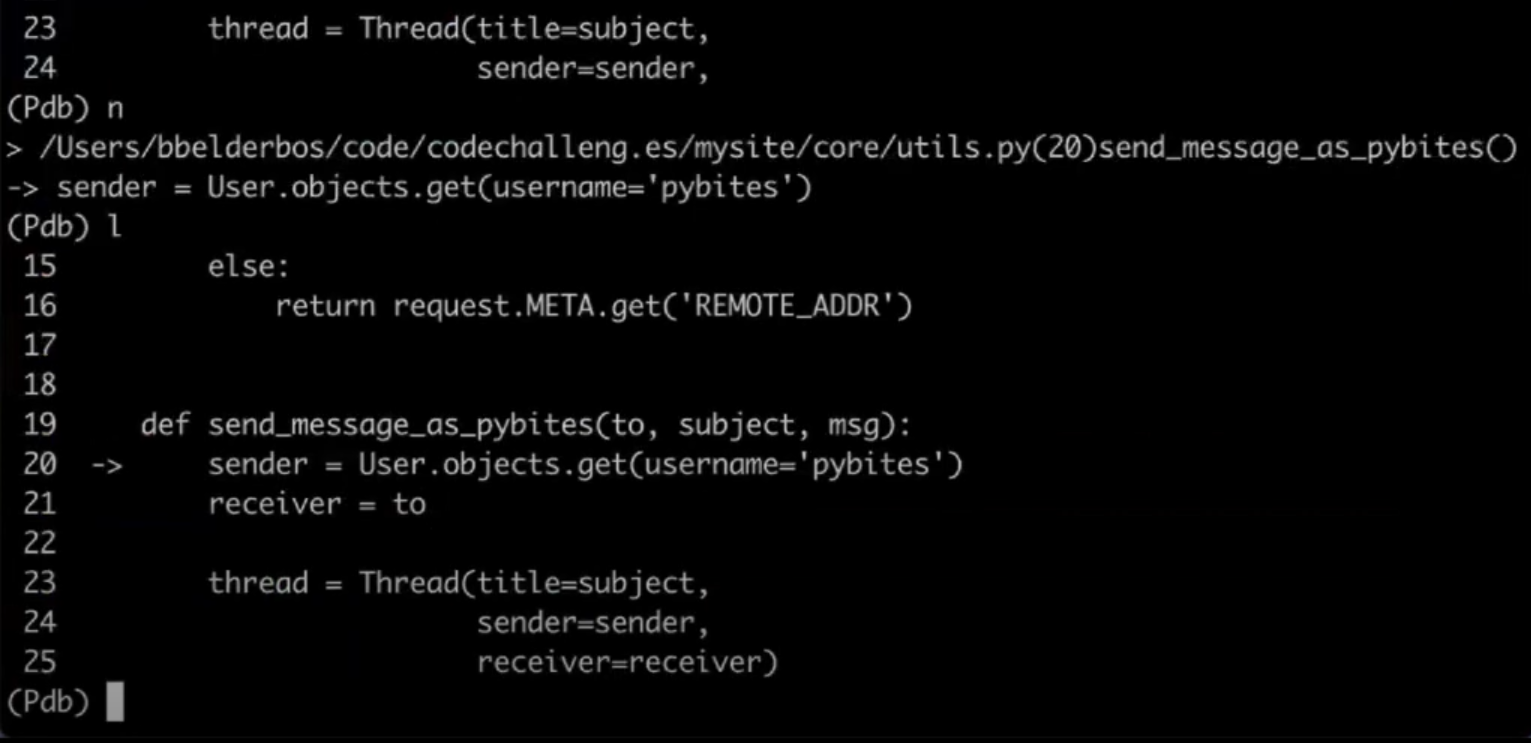 23         thread = Thread(title=subject,
24                         sender=sender,
(Pdb) n
> /Users/bbelderbos/code/codechalleng.es/mysite/core/utils.py(20)send_message_as_pybites()
-> sender = User.objects.get(username='pybites')
(Pdb) l
15         else:
16             return request.META.get('REMOTE_ADDR')
17
18
19     def send_message_as_pybites(to, subject, msg):
20  ->     sender = User.objects.get(username='pybites')
21         receiver = to
22
23         thread = Thread(title=subject,
24                         sender=sender,
25                         receiver=receiver)
(Pdb)